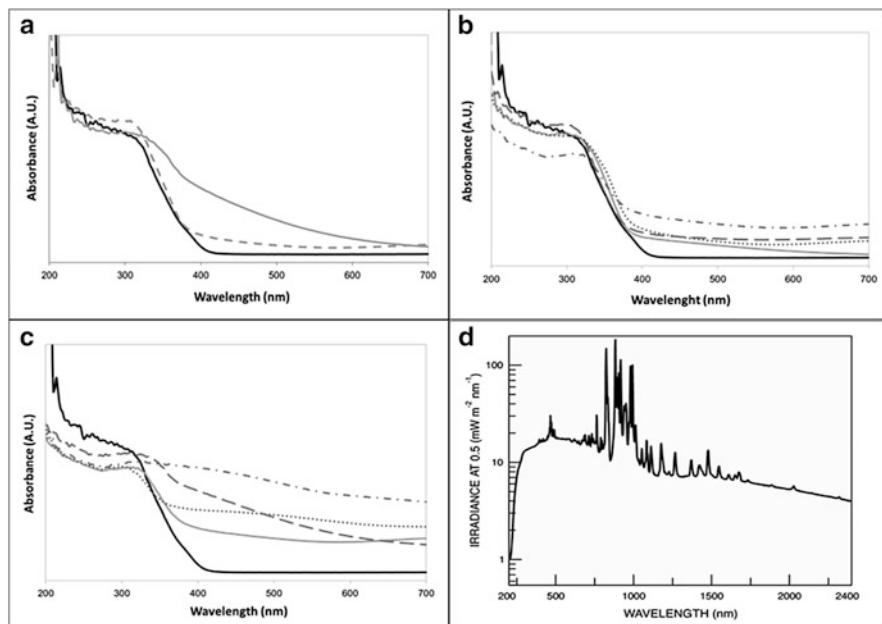 a
Absorbance (A.U.)
200 300 400 500 600 700
Wavelength (nm)
b
Absorbance (A.U.)
200 300 400 500 600 700
Wavelenght (nm)
c
Absorbance (A.U.)
200 300 400 500 600 700
Wavelength (nm)
d
IRRADIANCE AT 0.5 (mW m-2 nm-1)
100
10
1
200 1000 1500 2000 2400
WAVELENGTH (nm)